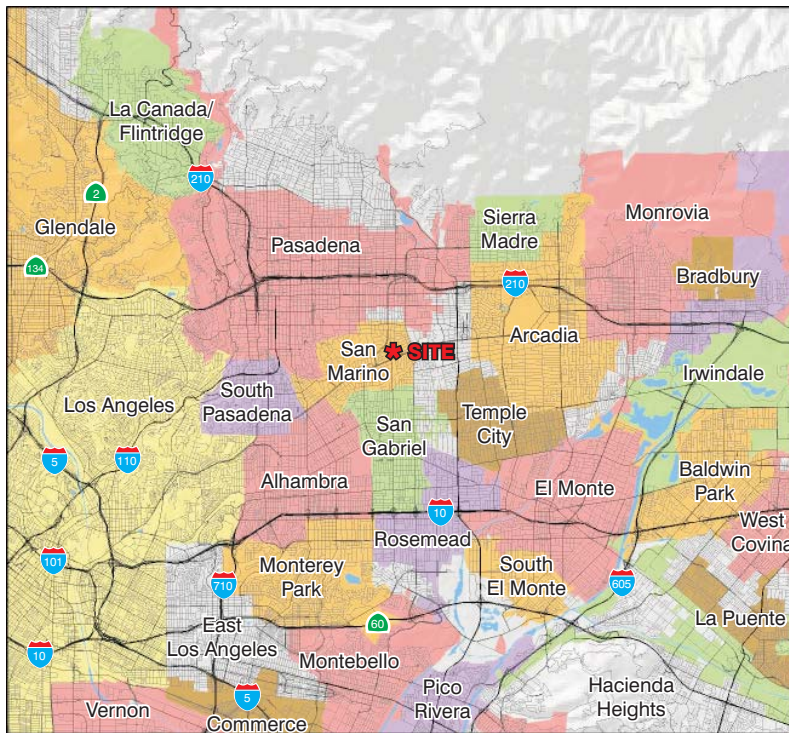 La Canada/
Flintridge
210
2
Glendale
134
Pasadena
Sierra
Madre
Monrovia
Bradbury
210
Arcadia
San
Marino
* SITE
Irwindale
Los Angeles
South
Pasadena
Temple
City
San
Gabriel
5
110
Alhambra
El Monte
Baldwin
Park
10
West
Covina
Rosemead
101
Monterey
Park
South
El Monte
710
605
La Puente
60
East
Los Angeles
10
Montebello
Pico
Rivera
Hacienda
Heights
5
Vernon
Commerce